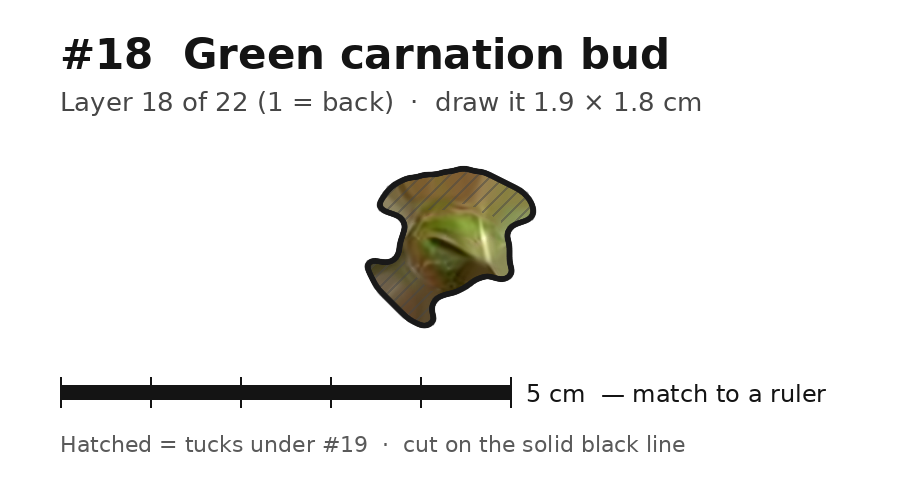 #18 Green carnation bud
Layer 18 of 22 (1 = back) · draw it 1.9 × 1.8 cm
5 cm — match to a ruler
Hatched = tucks under #19 · cut on the solid black line